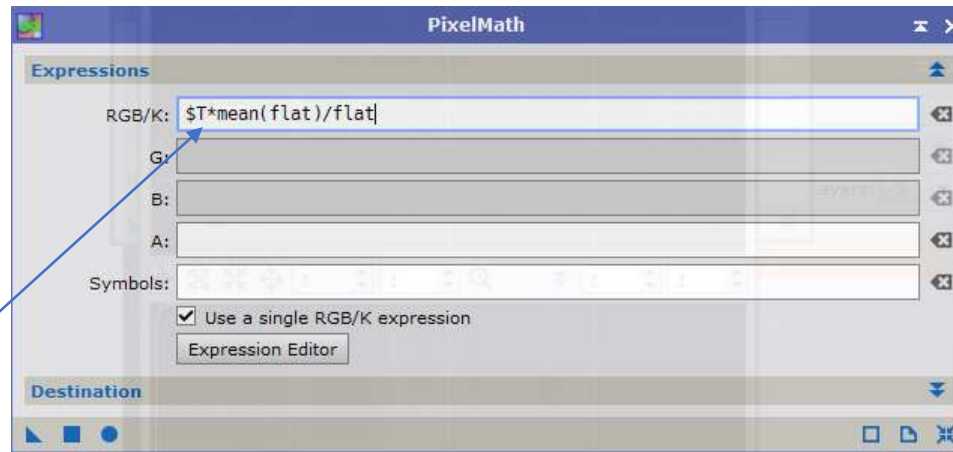 PixelMath
Expressions
RGB/K: $T*mean(flat)/flat
G:
B:
A:
Symbols:
Use a single RGB/K expression
Expression Editor
Destination